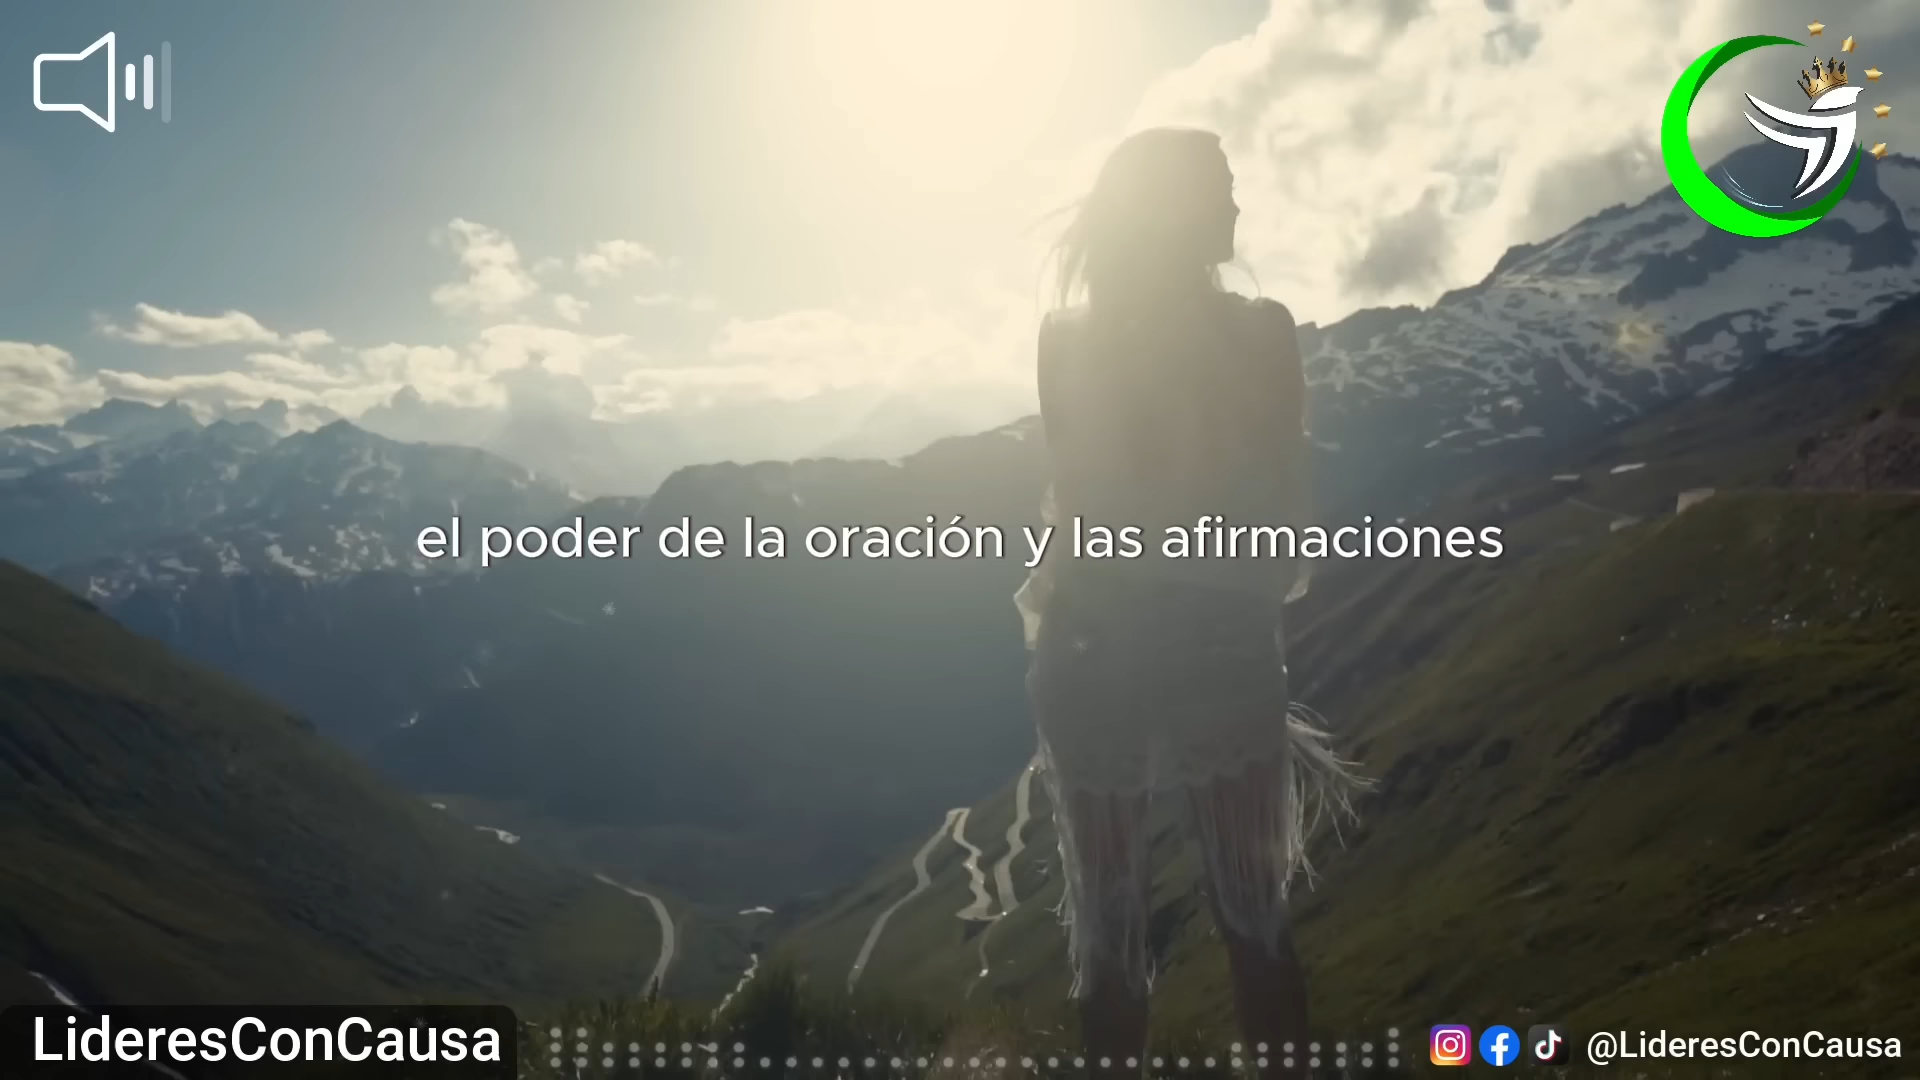 el poder de la oración y las afirmaciones
LideresConCausa
@LideresConCausa